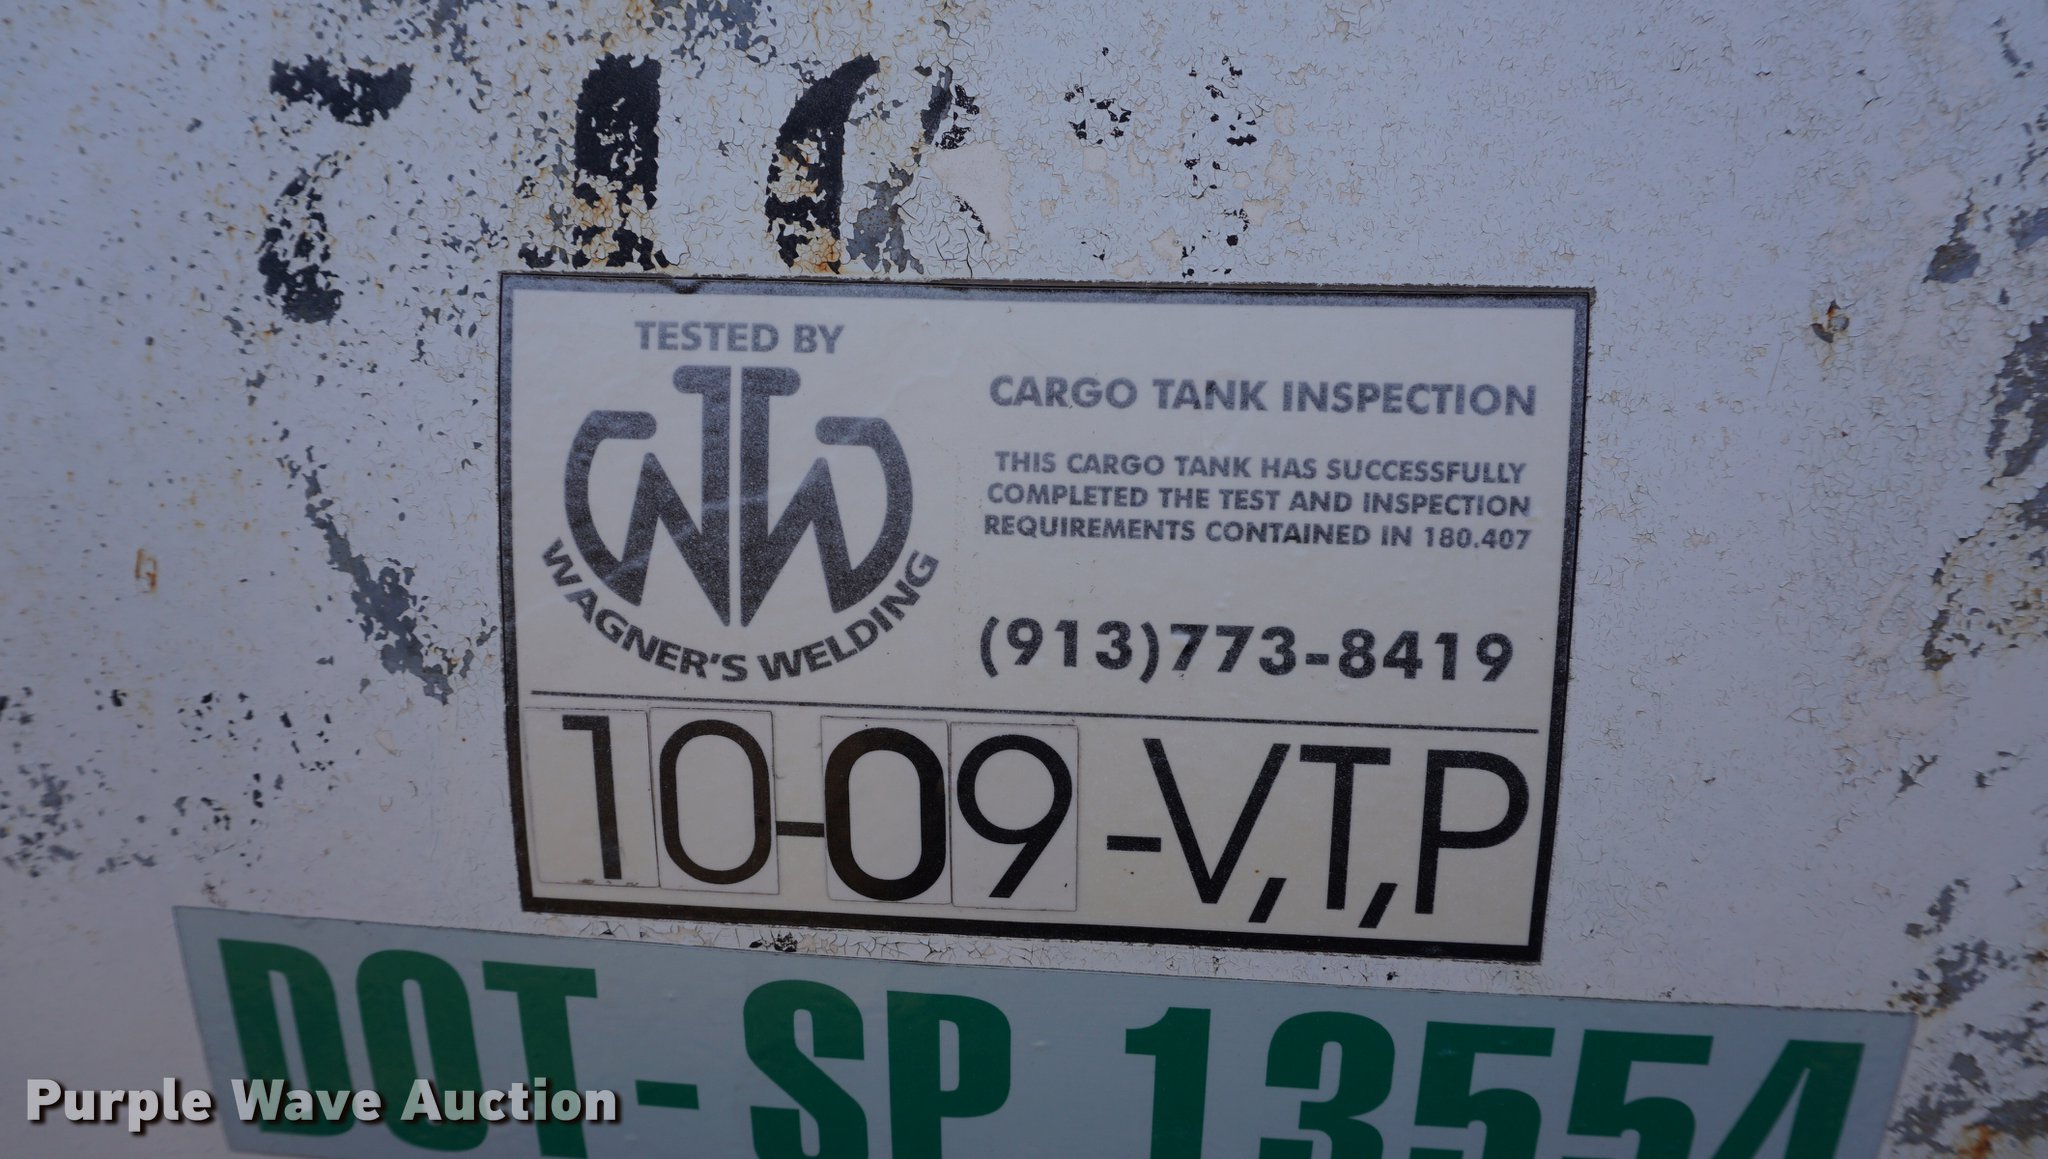 TESTED BY
WAGNER'S WELDING
CARGO TANK INSPECTION
THIS CARGO TANK HAS SUCCESSFULLY
COMPLETED THE TEST AND INSPECTION
REQUIREMENTS CONTAINED IN 180.407
(913)773-8419
10-09-V,T,P
DOT-SP 13554
Purple Wave Auction